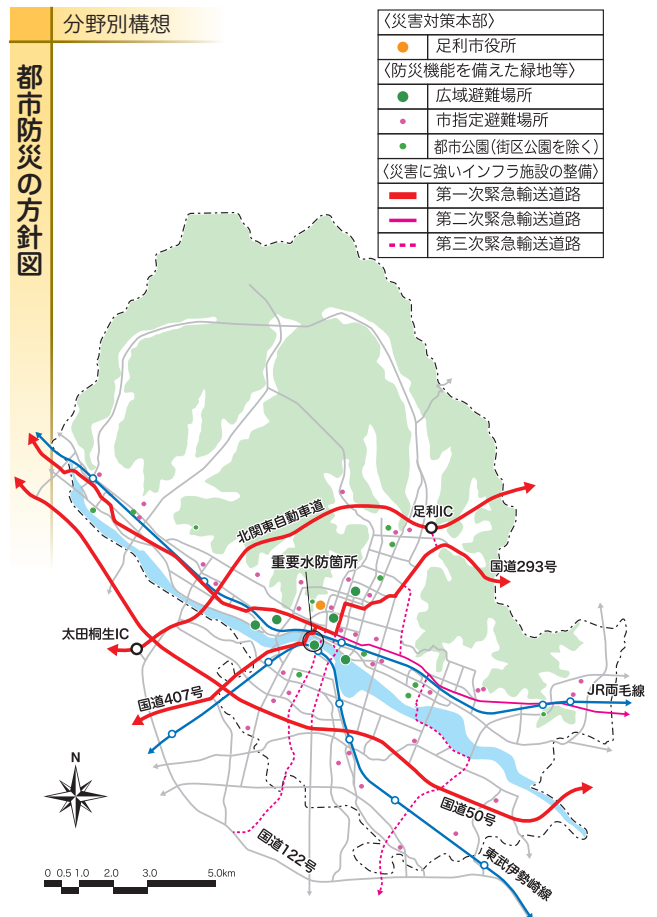 分野別構想
都市防災の方針図
〈災害対策本部〉
足利市役所
〈防災機能を備えた緑地等〉
広域避難場所
市指定避難場所
都市公園(街区公園を除く)
〈災害に強いインフラ施設の整備〉
第一次緊急輸送道路
第二次緊急輸送道路
第三次緊急輸送道路
足利IC
北関東自動車道
重要水防箇所
国道293号
太田桐生IC
国道407号
JR両毛線
国道50号
国道122号
東武伊勢崎線
N
0 0.5 1.0 2.0 3.0 5.0km